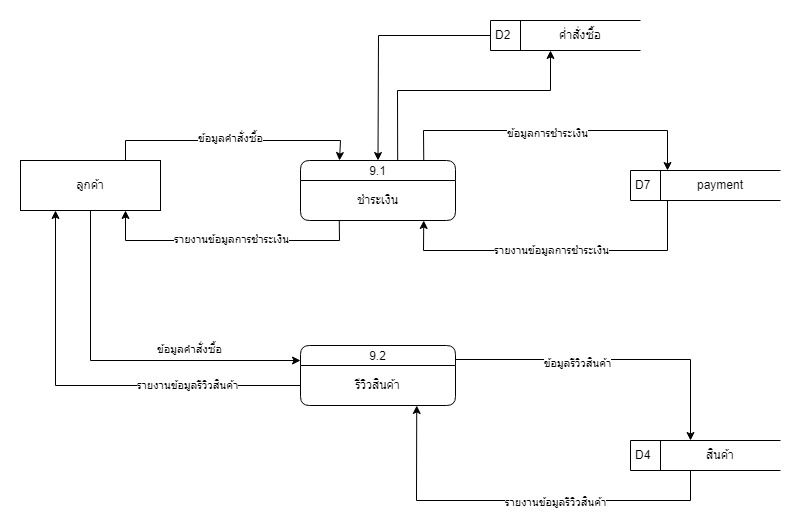 D2
คำสั่งซื้อ
ข้อมูลคำสั่งซื้อ
ข้อมูลการชำระเงิน
9.1
ลูกค้า
ชำระเงิน
D7
payment
รายงานข้อมูลการชำระเงิน
รายงานข้อมูลการชำระเงิน
ข้อมูลคำสั่งซื้อ
9.2
ข้อมูลรีวิวสินค้า
รายงานข้อมูลรีวิวสินค้า
รีวิวสินค้า
D4
สินค้า
รายงานข้อมูลรีวิวสินค้า